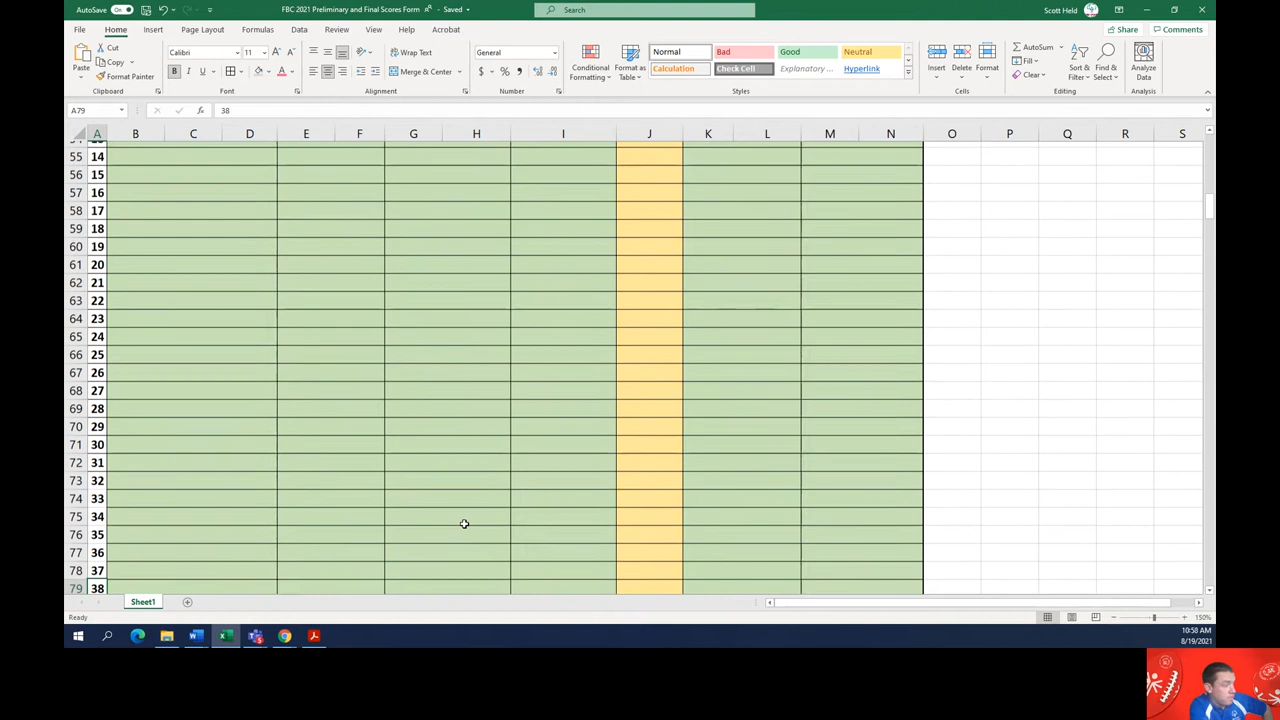 AutoSave On FBC 2021 Preliminary and Final Scores Form - Saved Search Scott Held
File Home Insert Page Layout Formulas Data Review View Help Acrobat Share Comments
Paste Cut Copy Format Painter Clipboard
Calibri 11 B I U A A A Font
Wrap Text Merge & Center Alignment
General $ % , Number
Conditional Formatting Format as Table
Normal Bad Good Neutral
Calculation Check Cell Explanatory ... Hyperlink
Styles
Insert Delete Format Cells
AutoSum Fill Clear Sort & Filter Find & Select Editing
Analyze Data Analysis
A79 fx 38
A B C D E F G H I J K L M N O P Q R S
55 14
56 15
57 16
58 17
59 18
60 19
61 20
62 21
63 22
64 23
65 24
66 25
67 26
68 27
69 28
70 29
71 30
72 31
73 32
74 33
75 34
76 35
77 36
78 37
79 38
Sheet1
Ready 150%
10:58 AM
8/19/2021